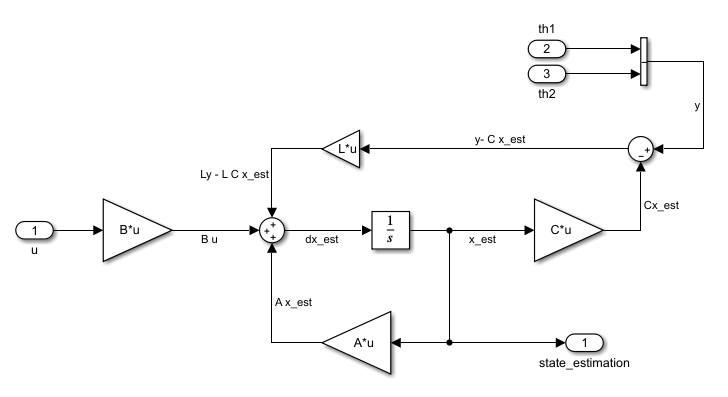 th1
2
3
th2
y
y- C x_est
L*u
+
−
Ly - L C x_est
Cx_est
1
u
B*u
B u
+
+
+
dx_est
1
s
x_est
C*u
A x_est
A*u
1
state_estimation